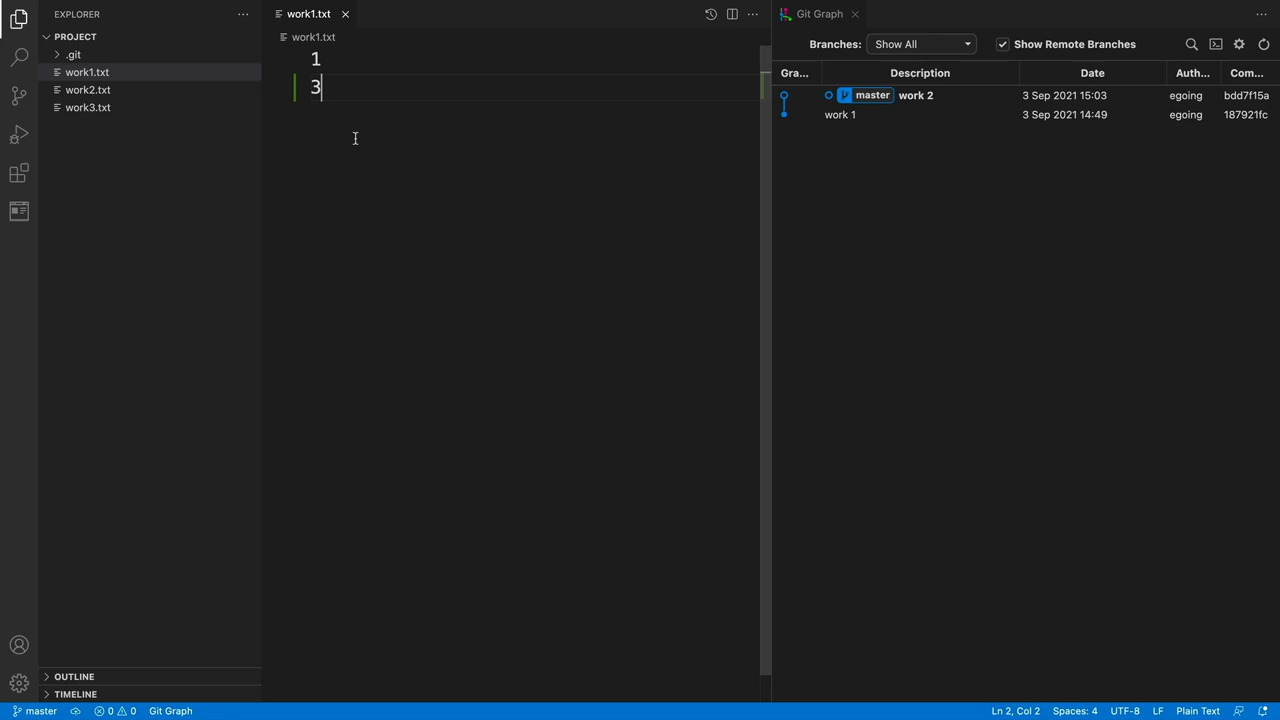 EXPLORER
PROJECT
.git
work1.txt
work2.txt
work3.txt
OUTLINE
TIMELINE
work1.txt
work1.txt
1
3
Git Graph
Branches: Show All Show Remote Branches
Gra... Description Date Auth... Com...
master work 2 3 Sep 2021 15:03 egoing bdd7f15a
work 1 3 Sep 2021 14:49 egoing 187921fc
master 0 0 Git Graph Ln 2, Col 2 Spaces: 4 UTF-8 LF Plain Text